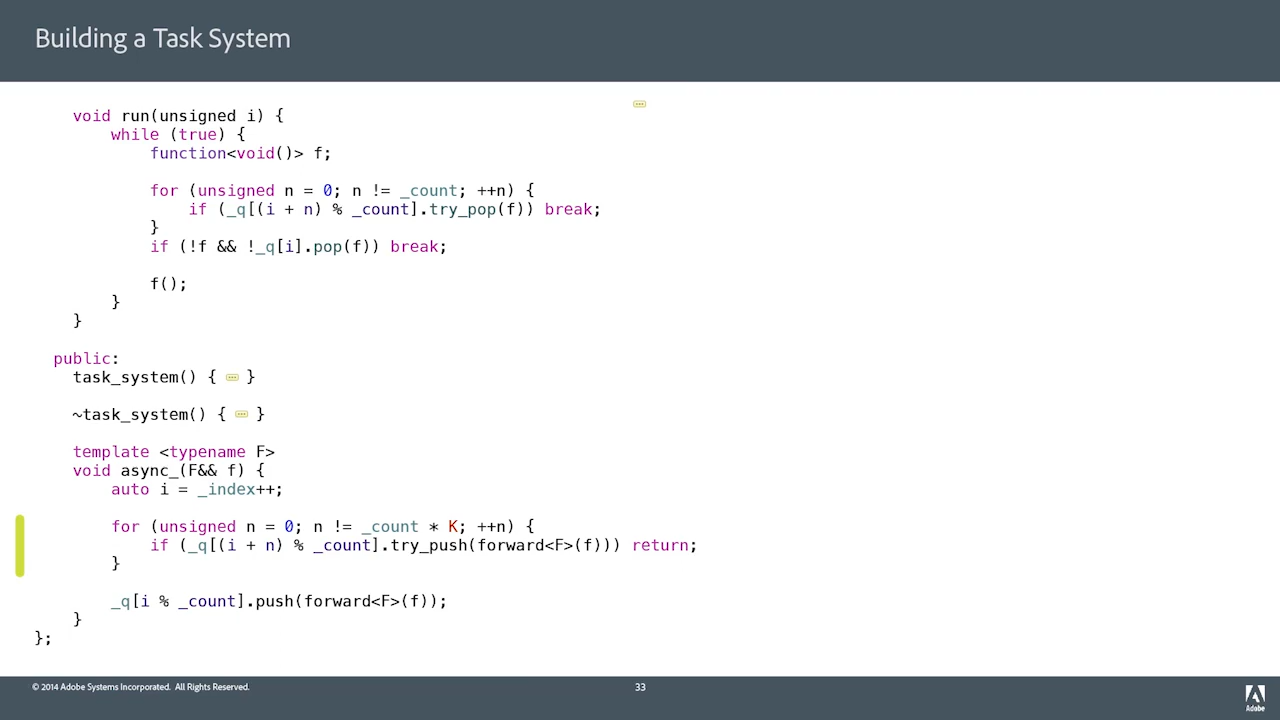 Building a Task System
void run(unsigned i) {
while (true) {
function<void()> f;
for (unsigned n = 0; n != _count; ++n) {
if (_q[(i + n) % _count].try_pop(f)) break;
}
if (!f && !_q[i].pop(f)) break;
f();
}
}
public:
task_system() { ... }
~task_system() { ... }
template <typename F>
void async_(F&& f) {
auto i = _index++;
for (unsigned n = 0; n != _count * K; ++n) {
if (_q[(i + n) % _count].try_push(forward<F>(f))) return;
}
_q[i % _count].push(forward<F>(f));
}
};
© 2014 Adobe Systems Incorporated. All Rights Reserved.
33
Adobe